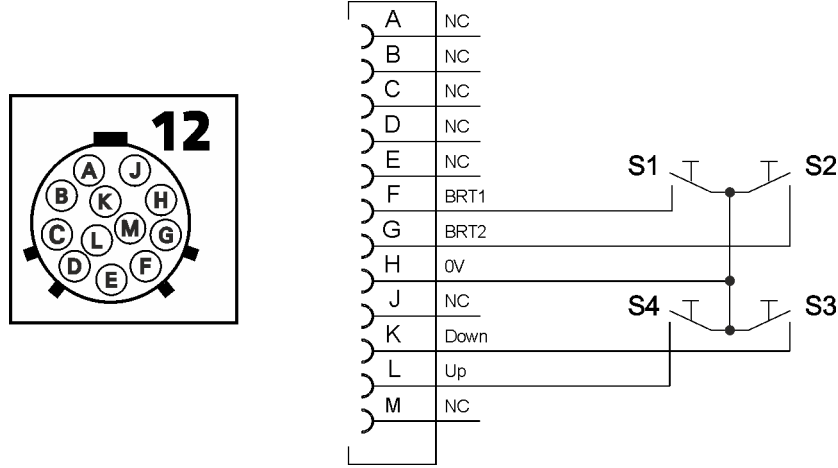 12
A J
B K H
C L M G
D E F
A NC
B NC
C NC
D NC
E NC
S1 S2
F BRT1
G BRT2
H 0V
J NC
S4 S3
K Down
L Up
M NC